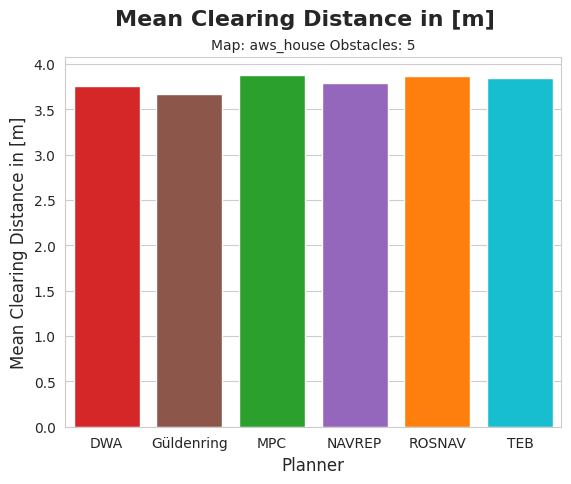 Mean Clearing Distance in [m]
Map: aws_house Obstacles: 5
Mean Clearing Distance in [m]
4.0
3.5
3.0
2.5
2.0
1.5
1.0
0.5
0.0
DWA Güldenring MPC NAVREP ROSNAV TEB
Planner